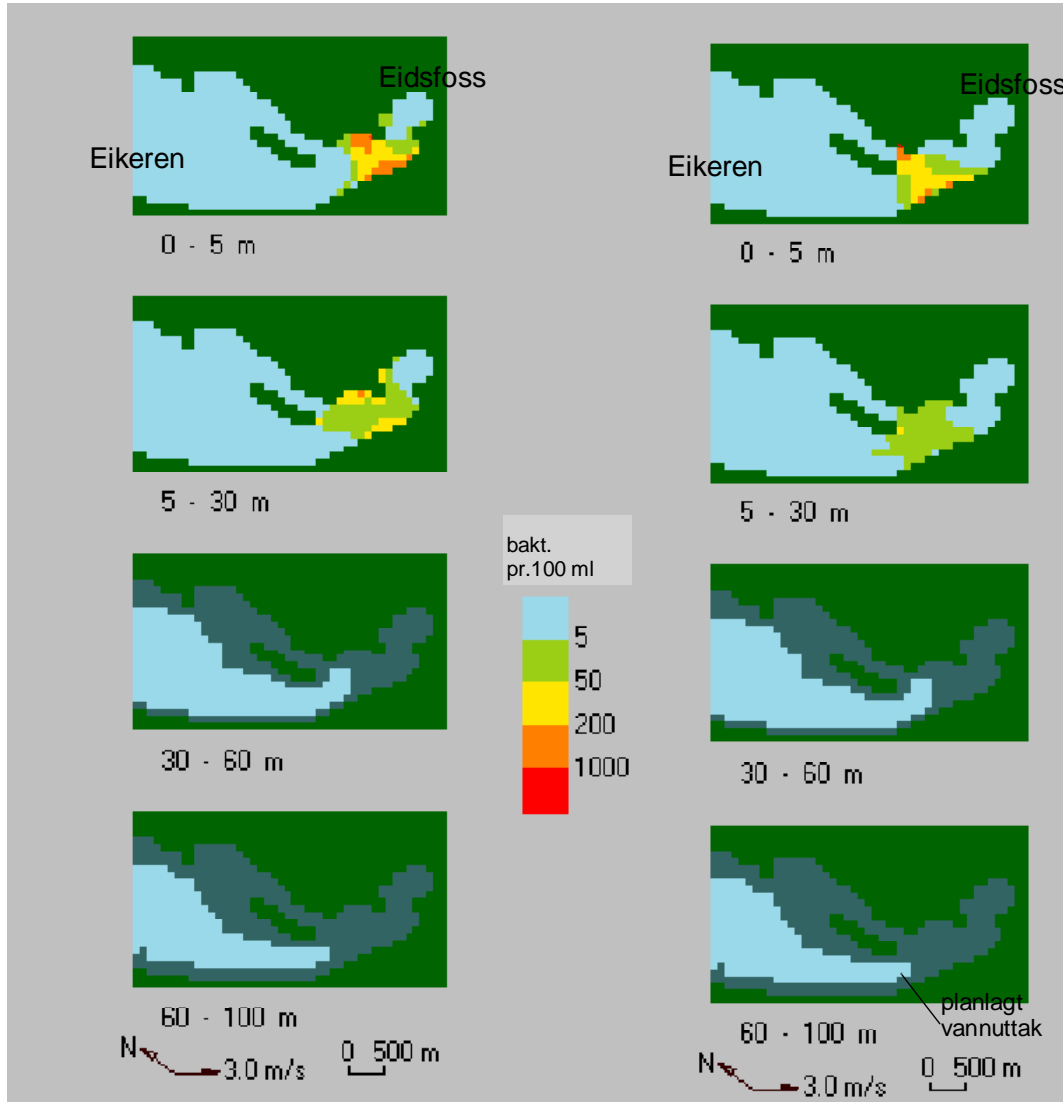 Eidsfoss
Eikeren
0 - 5 m
5 - 30 m
30 - 60 m
60 - 100 m
N
3.0 m/s
0 500 m
bakt.
pr.100 ml
5
50
200
1000
Eidsfoss
Eikeren
0 - 5 m
5 - 30 m
30 - 60 m
planlagt
vannuttak
60 - 100 m
N
3.0 m/s
0 500 m